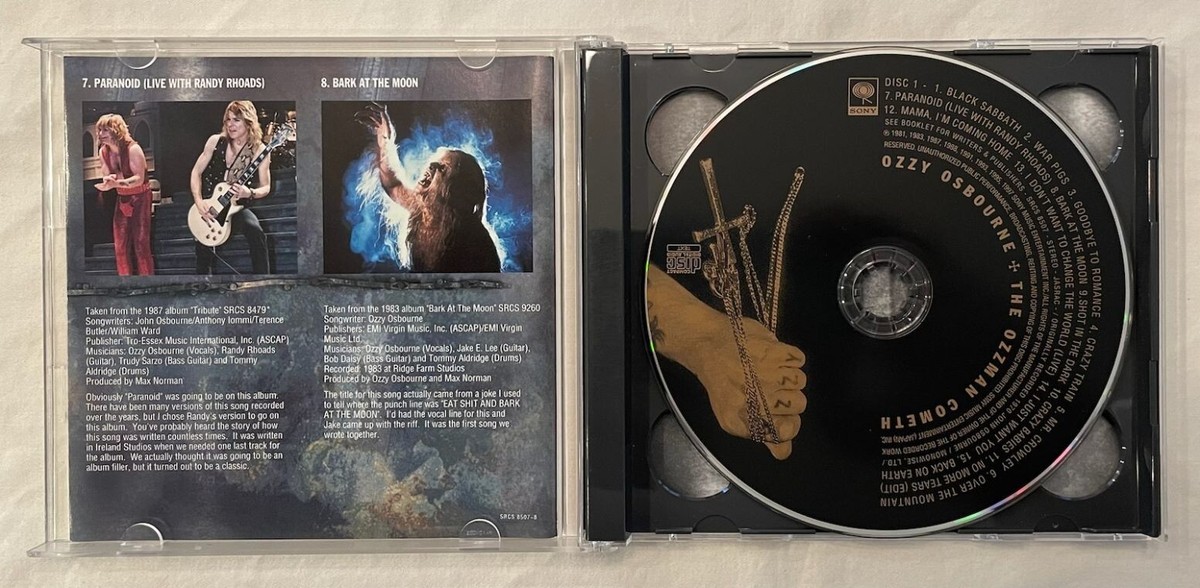 7. PARANOID (LIVE WITH RANDY RHOADS)
Taken from the 1987 album "Tribute" SRCS 8479*
Songwriters: John Osbourne/Anthony Iommi/Terence
Butler/William Ward
Publisher: Tro-Essex Music International, Inc. (ASCAP)
Musicians: Ozzy Osbourne (Vocals), Randy Rhoads
(Guitar), Trudy Sarzo (Bass Guitar) and Tommy
Aldridge (Drums)
Produced by Max Norman
Obviously "Paranoid" was going to be on this album.
There have been many versions of this song recorded
over the years, but I chose Randy's version to go on
this album. You've probably heard the story of how
this song was written countless times. It was written
in Ireland Studios when we needed one last track for
the album. We actually thought it was going to be an
album filler, but it turned out to be a classic.
8. BARK AT THE MOON
Taken from the 1983 album "Bark At The Moon" SRCS 9260
Songwriter: Ozzy Osbourne
Publishers: EMI Virgin Music, Inc. (ASCAP)/EMI Virgin
Music Ltd.
Musicians: Ozzy Osbourne (Vocals), Jake E. Lee (Guitar),
Bob Daisy (Bass Guitar) and Tommy Aldridge (Drums)
Recorded: 1983 at Ridge Farm Studios
Produced by Ozzy Osbourne and Max Norman
The title for this song actually came from a joke I used
to tell where the punch line was "EAT SHIT AND BARK
AT THE MOON". I'd had the vocal line for this and
Jake came up with the riff. It was the first song we
wrote together.
SRCS 8507-8
SONY
DISC 1 - 1. BLACK SABBATH 2. WAR PIGS 3. GOODBYE TO ROMANCE 4. CRAZY TRAIN 5. MR. CROWLEY 6. OVER THE MOUNTAIN
7. PARANOID (LIVE WITH RANDY RHOADS) 8. BARK AT THE MOON 9. SHOT IN THE DARK 10. CRAZY BABIES 11. NO MORE TEARS (EDIT)
12. MAMA, I'M COMING HOME 13. I DON'T WANT TO CHANGE THE WORLD (LIVE) 14. I JUST WANT YOU 15. BACK ON EARTH
SEE BOOKLET FOR WRITERS & PUBLISHERS
OZZY OSBOURNE THE OZZMAN COMETH
COMPACT
disc
DIGITAL AUDIO
TEXT